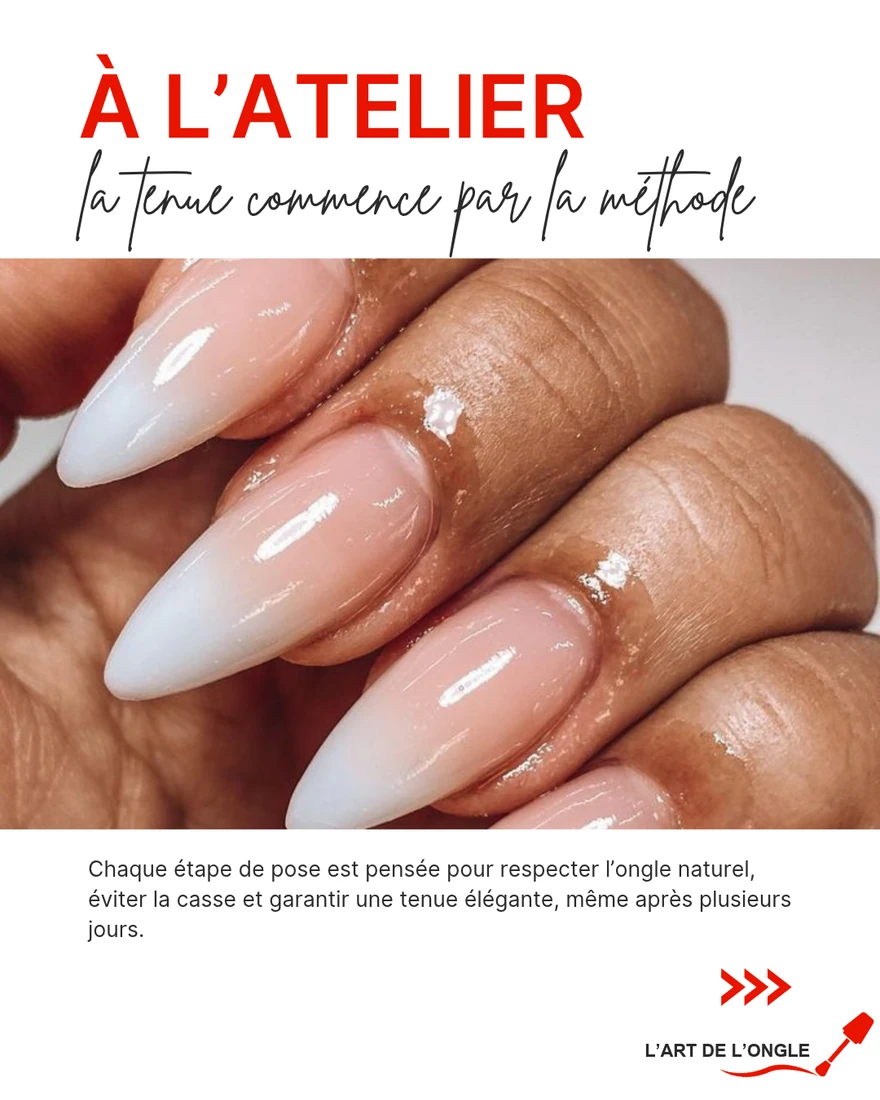 À L’ATELIER
la tenue commence par la méthode
Chaque étape de pose est pensée pour respecter l’ongle naturel,
éviter la casse et garantir une tenue élégante, même après plusieurs
jours.
L’ART DE L’ONGLE